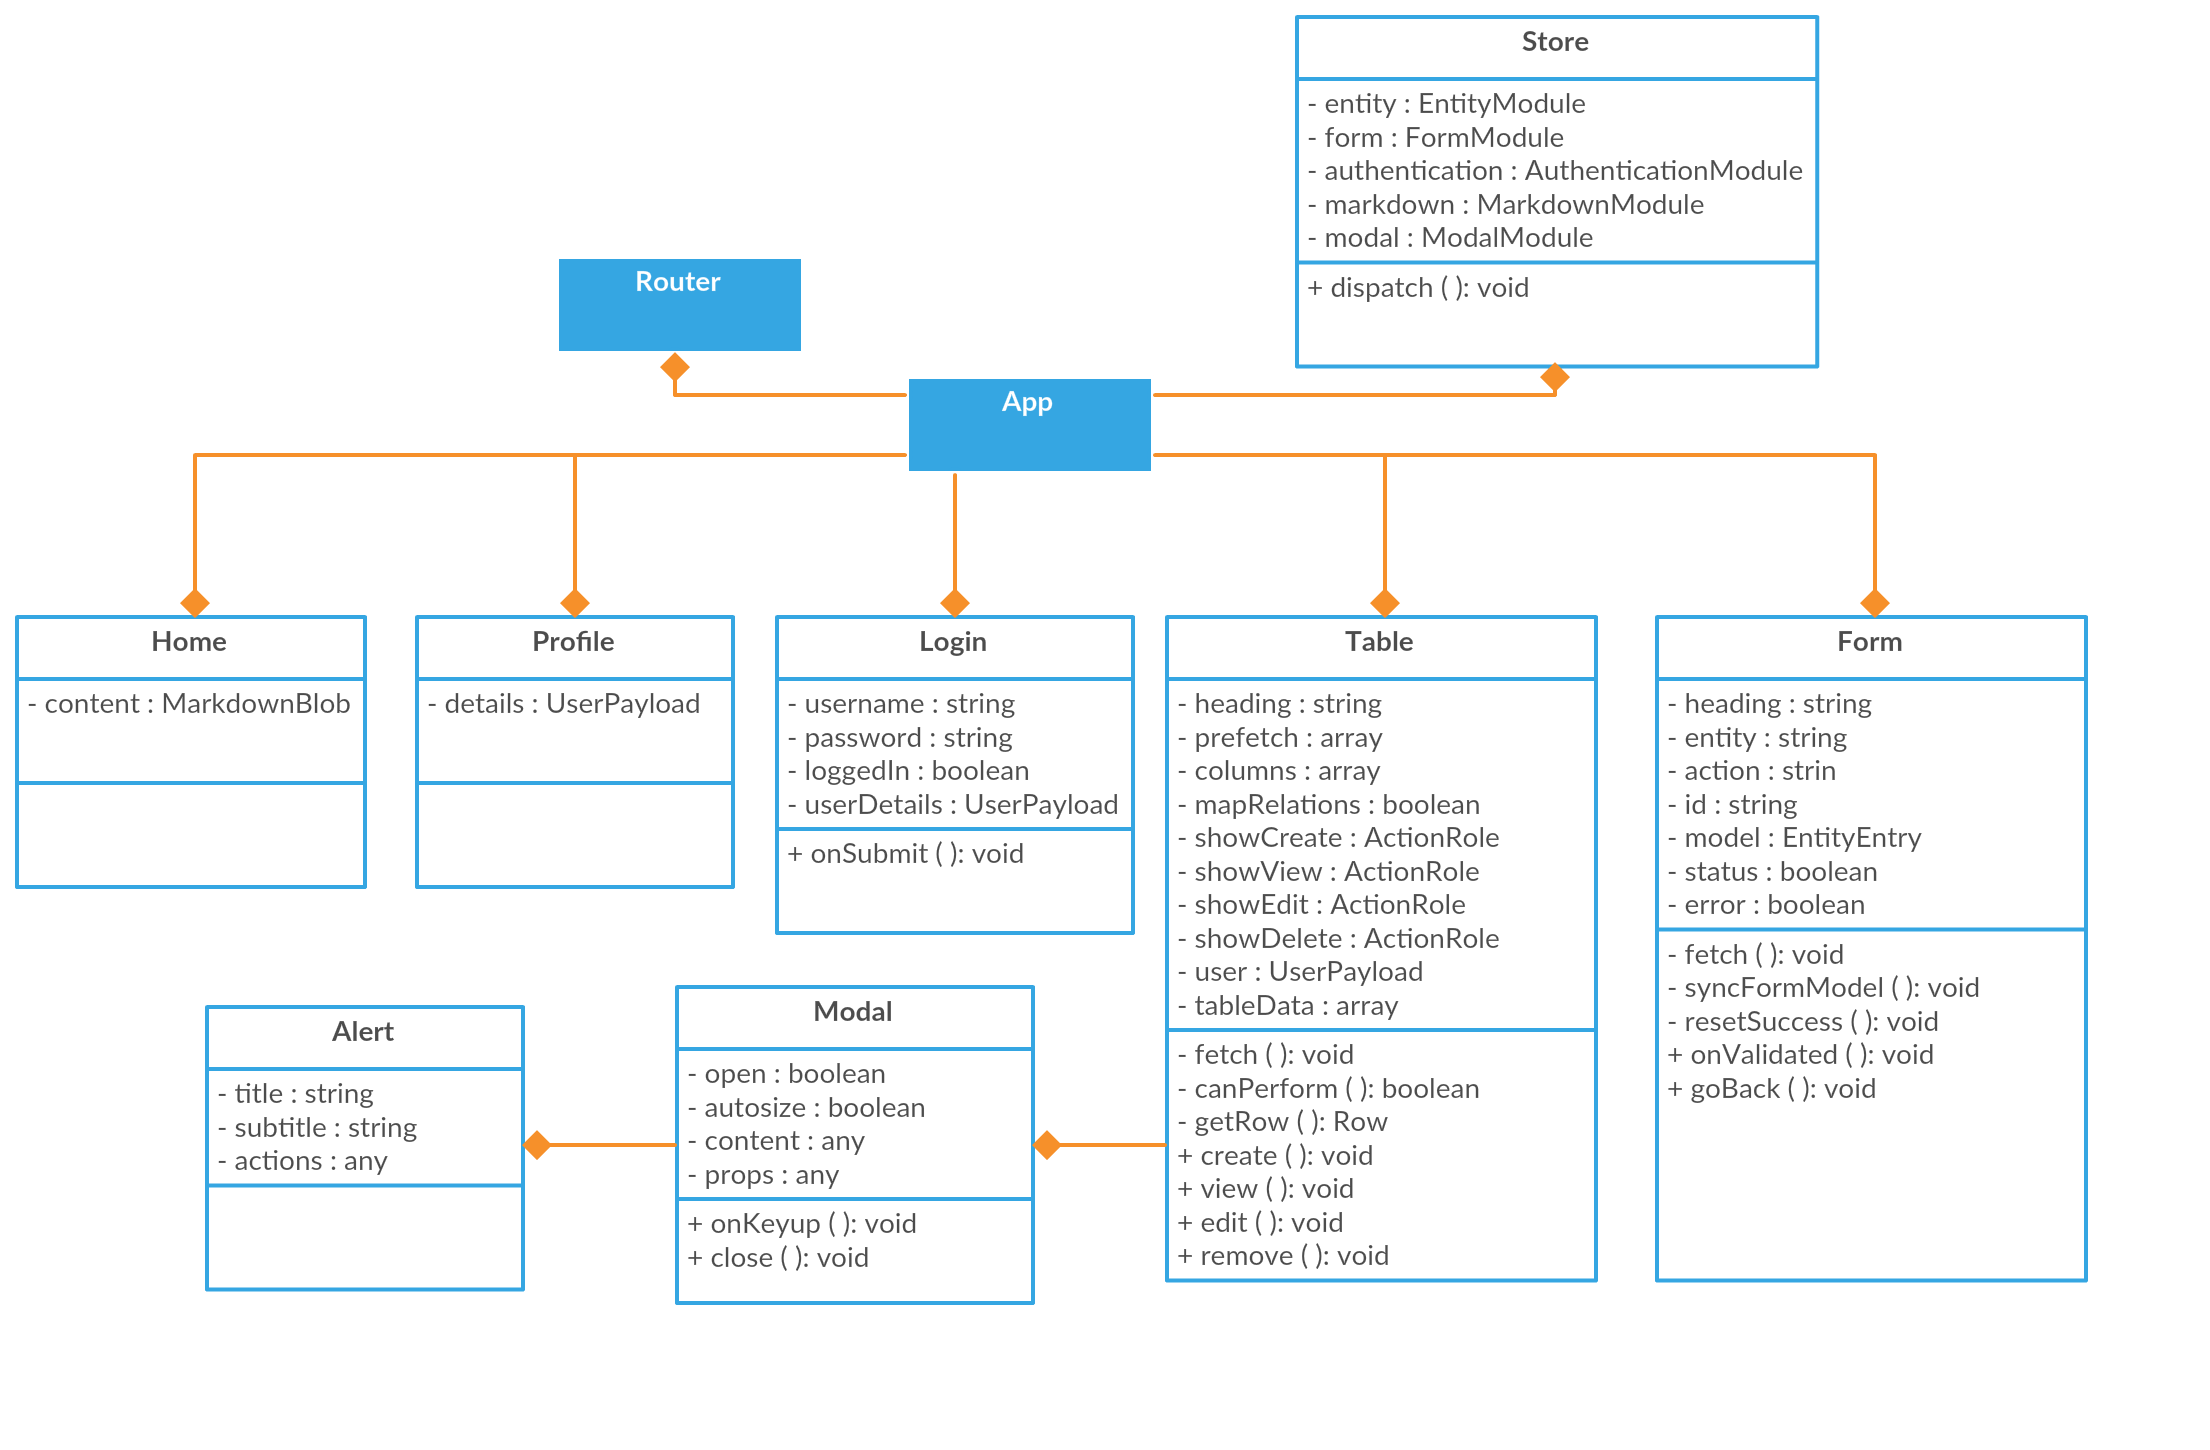 Store
- entity : EntityModule
- form : FormModule
- authentication : AuthenticationModule
- markdown : MarkdownModule
- modal : ModalModule
+ dispatch ( ): void
Router
App
Home
- content : MarkdownBlob
Profile
- details : UserPayload
Login
- username : string
- password : string
- loggedIn : boolean
- userDetails : UserPayload
+ onSubmit ( ): void
Table
- heading : string
- prefetch : array
- columns : array
- mapRelations : boolean
- showCreate : ActionRole
- showView : ActionRole
- showEdit : ActionRole
- showDelete : ActionRole
- user : UserPayload
- tableData : array
- fetch ( ): void
- canPerform ( ): boolean
- getRow ( ): Row
+ create ( ): void
+ view ( ): void
+ edit ( ): void
+ remove ( ): void
Form
- heading : string
- entity : string
- action : strin
- id : string
- model : EntityEntry
- status : boolean
- error : boolean
- fetch ( ): void
- syncFormModel ( ): void
- resetSuccess ( ): void
+ onValidated ( ): void
+ goBack ( ): void
Alert
- title : string
- subtitle : string
- actions : any
Modal
- open : boolean
- autosize : boolean
- content : any
- props : any
+ onKeyup ( ): void
+ close ( ): void